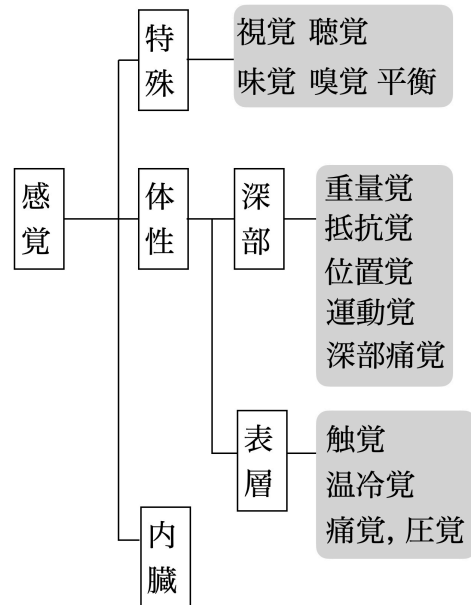 特殊
視覚 聴覚
味覚 嗅覚 平衡
感覚
体性
深部
重量覚
抵抗覚
位置覚
運動覚
深部痛覚
表層
触覚
温冷覚
痛覚, 圧覚
内臓